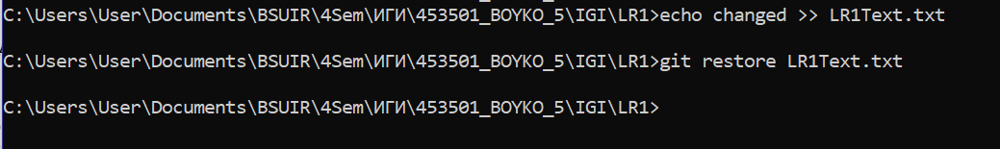 C:\Users\User\Documents\BSUIR\4Sem\ИГИ\453501_BOYKO_5\IGI\LR1>echo changed >> LR1Text.txt
C:\Users\User\Documents\BSUIR\4Sem\ИГИ\453501_BOYKO_5\IGI\LR1>git restore LR1Text.txt
C:\Users\User\Documents\BSUIR\4Sem\ИГИ\453501_BOYKO_5\IGI\LR1>